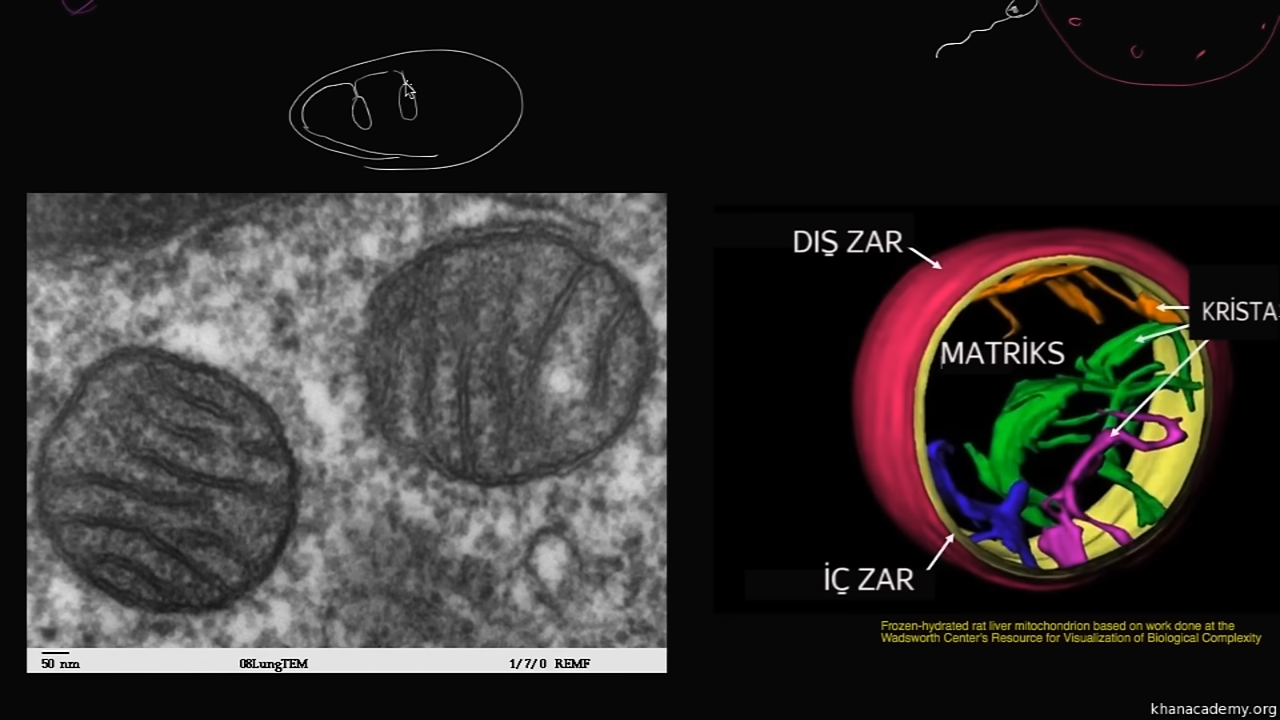 DIŞ ZAR
KRİSTA
MATRİKS
İÇ ZAR
Frozen-hydrated rat liver mitochondrion based on work done at the
Wadsworth Center's Resource for Visualization of Biological Complexity
50 nm 08LungTEM 1/7/0 REMF
khanacademy.org